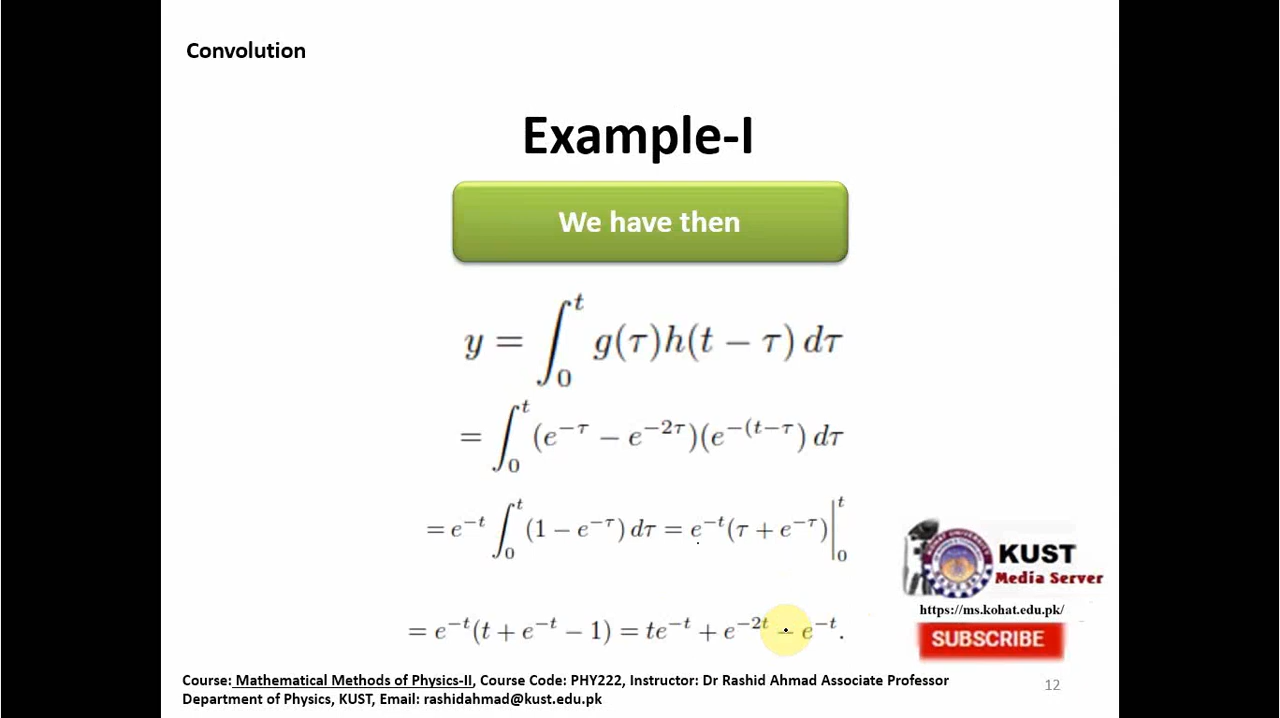 Convolution
Example-I
We have then
y = ∫₀ᵗ g(τ)h(t − τ) dτ
= ∫₀ᵗ (e^{−τ} − e^{−2τ})(e^{−(t−τ}) dτ
= e^{−t} ∫₀ᵗ (1 − e^{−τ}) dτ = e^{−t}(τ + e^{−τ})|₀ᵗ
= e^{−t}(t + e^{−t} − 1) = te^{−t} + e^{−2t} − e^{−t}.
KUST
Media Server
https://ms.kohat.edu.pk/
SUBSCRIBE
Course: Mathematical Methods of Physics-II, Course Code: PHY222, Instructor: Dr Rashid Ahmad Associate Professor
Department of Physics, KUST, Email: rashidahmad@kust.edu.pk
12